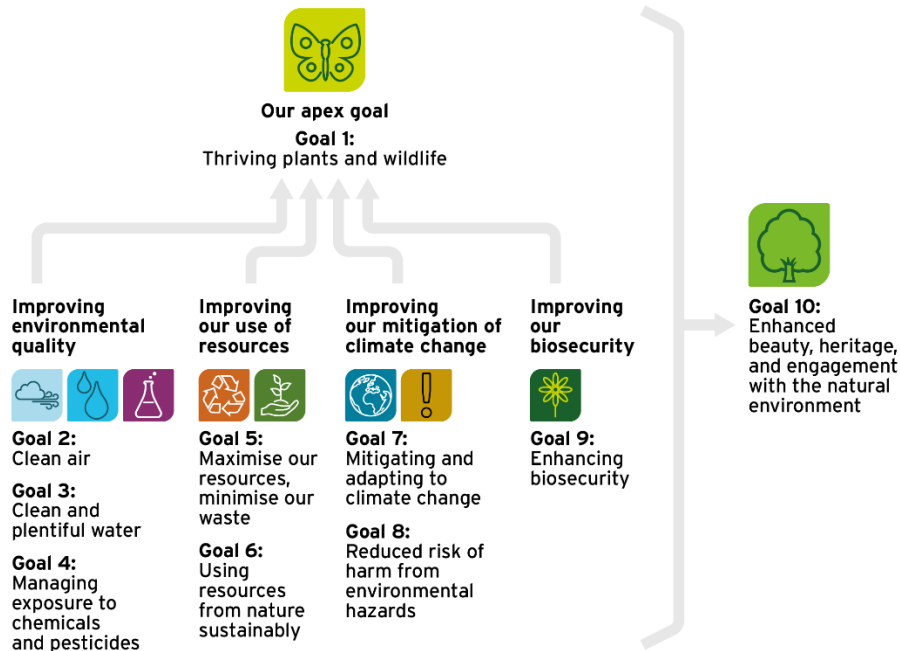 Our apex goal
Goal 1:
Thriving plants and wildlife
Improving
environmental
quality
Goal 2:
Clean air
Goal 3:
Clean and
plentiful water
Goal 4:
Managing
exposure to
chemicals
and pesticides
Improving
our use of
resources
Goal 5:
Maximise our
resources,
minimise our
waste
Goal 6:
Using
resources
from nature
sustainably
Improving
our mitigation of
climate change
Goal 7:
Mitigating and
adapting to
climate change
Goal 8:
Reduced risk of
harm from
environmental
hazards
Improving
our
biosecurity
Goal 9:
Enhancing
biosecurity
Goal 10:
Enhanced
beauty, heritage,
and engagement
with the natural
environment